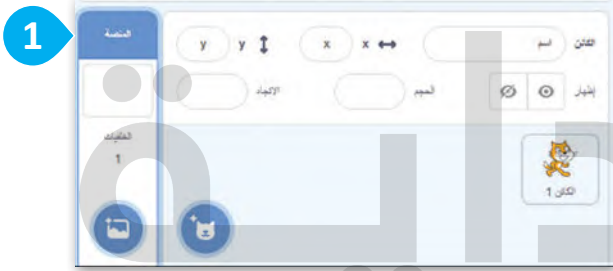 1
المنصة
الكائن اسم x x y y
إظهار الحجم الاتجاه
الخلفيات
1
الكائن 1